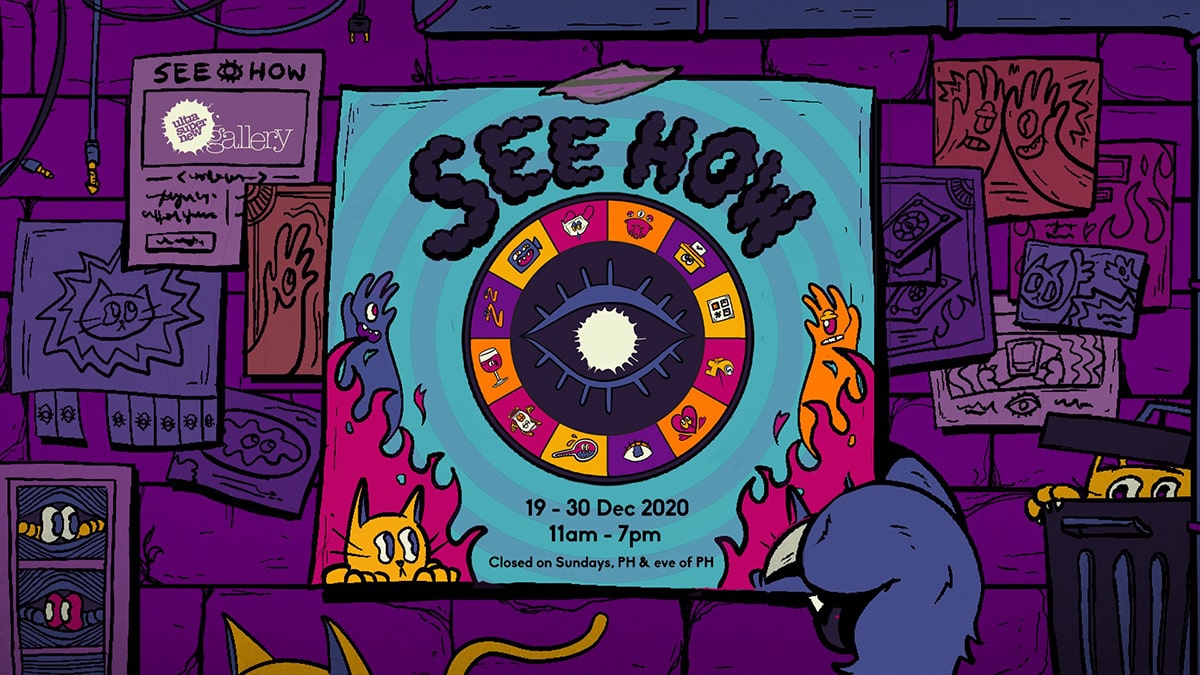 SEE HOW
ultra
super
new
gallery
SEE HOW
19 - 30 Dec 2020
11am - 7pm
Closed on Sundays, PH & eve of PH